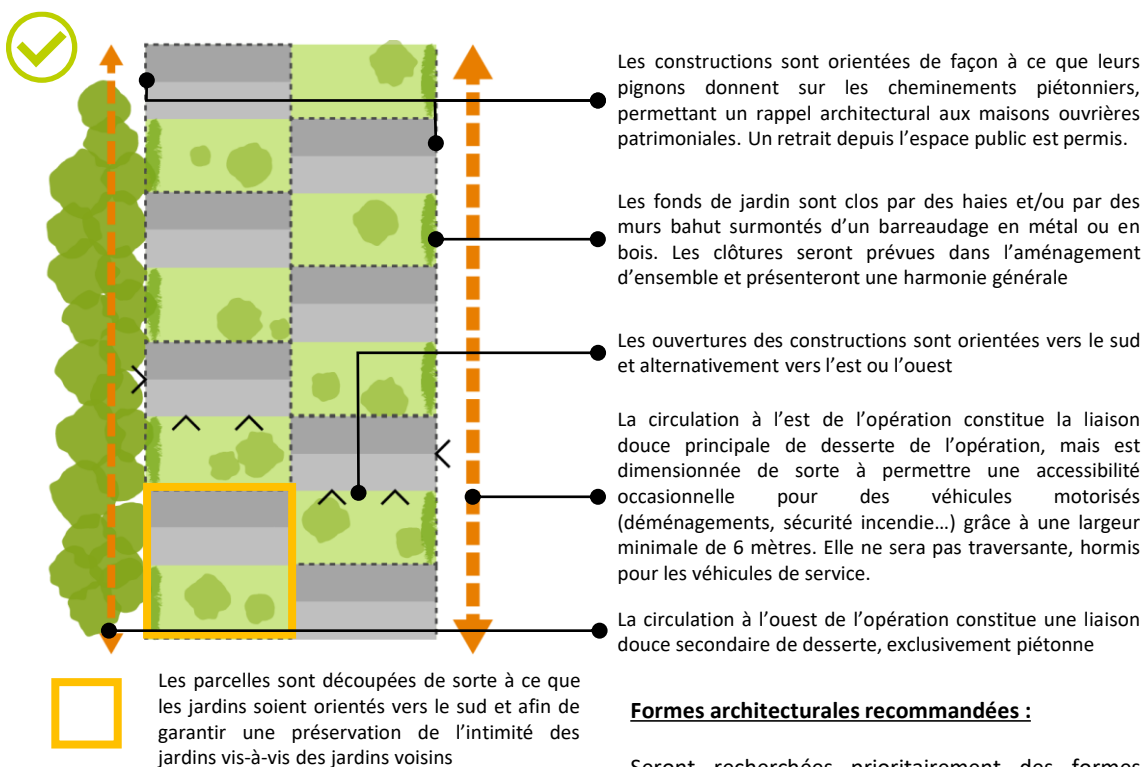 Les constructions sont orientées de façon à ce que leurs
pignons donnent sur les cheminements piétonniers,
permettant un rappel architectural aux maisons ouvrières
patrimoniales. Un retrait depuis l’espace public est permis.
Les fonds de jardin sont clos par des haies et/ou par des
murs bahut surmontés d’un barreaudage en métal ou en
bois. Les clôtures seront prévues dans l’aménagement
d’ensemble et présenteront une harmonie générale
Les ouvertures des constructions sont orientées vers le sud
et alternativement vers l’est ou l’ouest
La circulation à l’est de l’opération constitue la liaison
douce principale de desserte de l’opération, mais est
dimensionnée de sorte à permettre une accessibilité
occasionnelle pour des véhicules motorisés
(déménagements, sécurité incendie…) grâce à une largeur
minimale de 6 mètres. Elle ne sera pas traversante, hormis
pour les véhicules de service.
La circulation à l’ouest de l’opération constitue une liaison
douce secondaire de desserte, exclusivement piétonne
Les parcelles sont découpées de sorte à ce que
les jardins soient orientés vers le sud et afin de
garantir une préservation de l’intimité des
jardins vis-à-vis des jardins voisins
Formes architecturales recommandées :
Seront recherchées prioritairement des formes